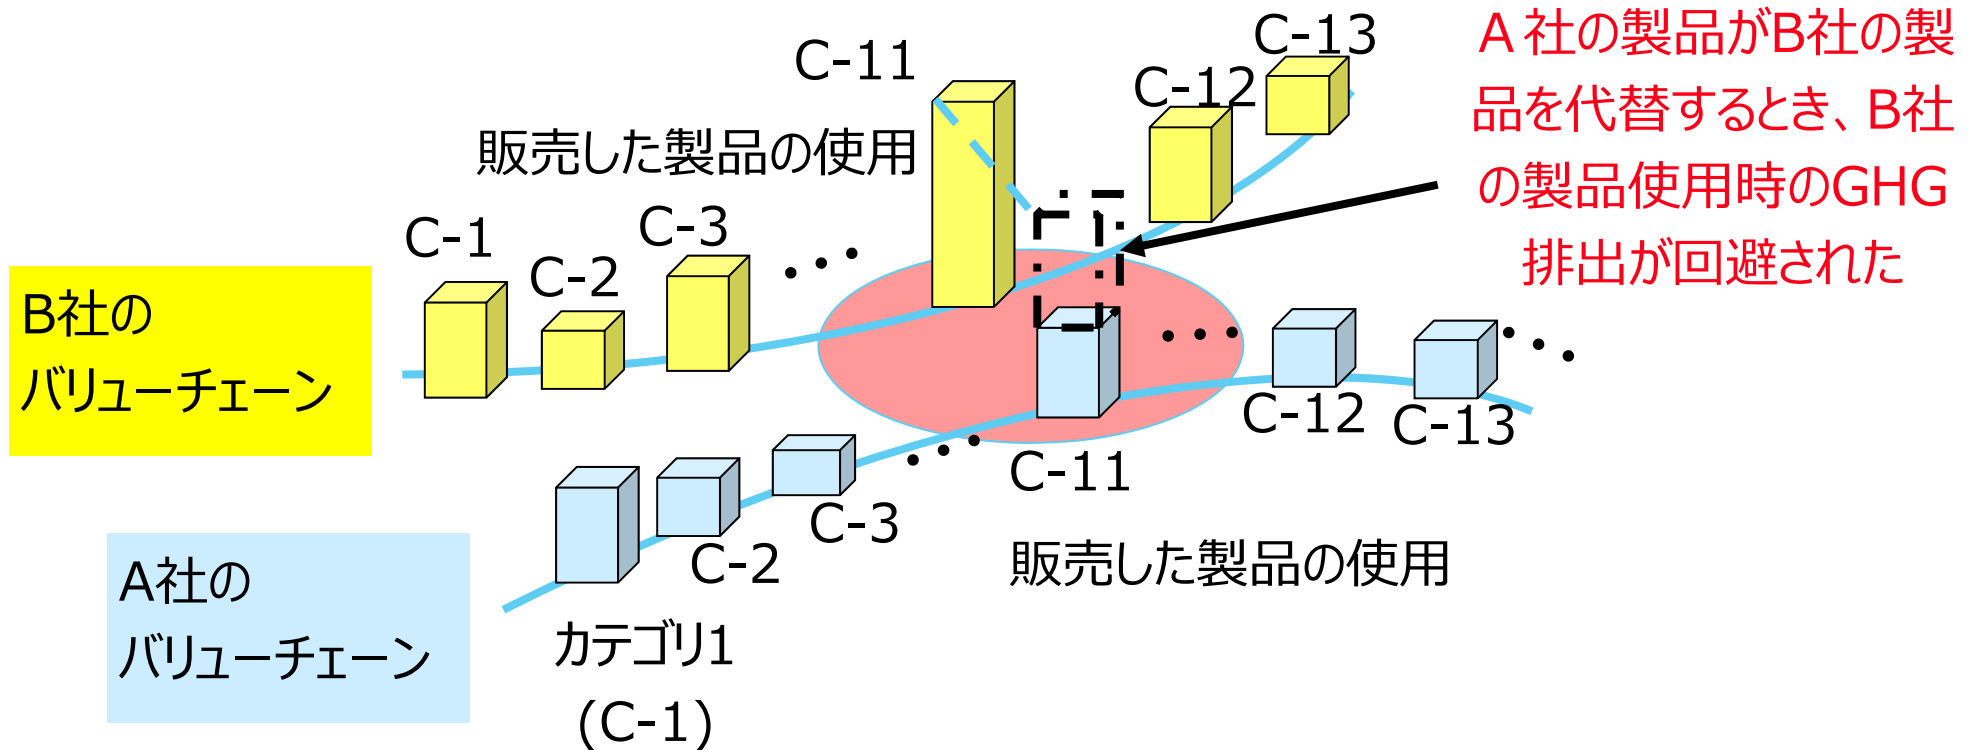 C-13
A社の製品がB社の製
品を代替するとき、B社
の製品使用時のGHG
排出が回避された
C-11
C-12
販売した製品の使用
C-1
C-2
C-3
・・・
B社の
バリューチェーン
・・・
C-12
C-13
・・・
C-11
・・・
C-3
C-2
A社の
バリューチェーン
販売した製品の使用
カテゴリ1
(C-1)